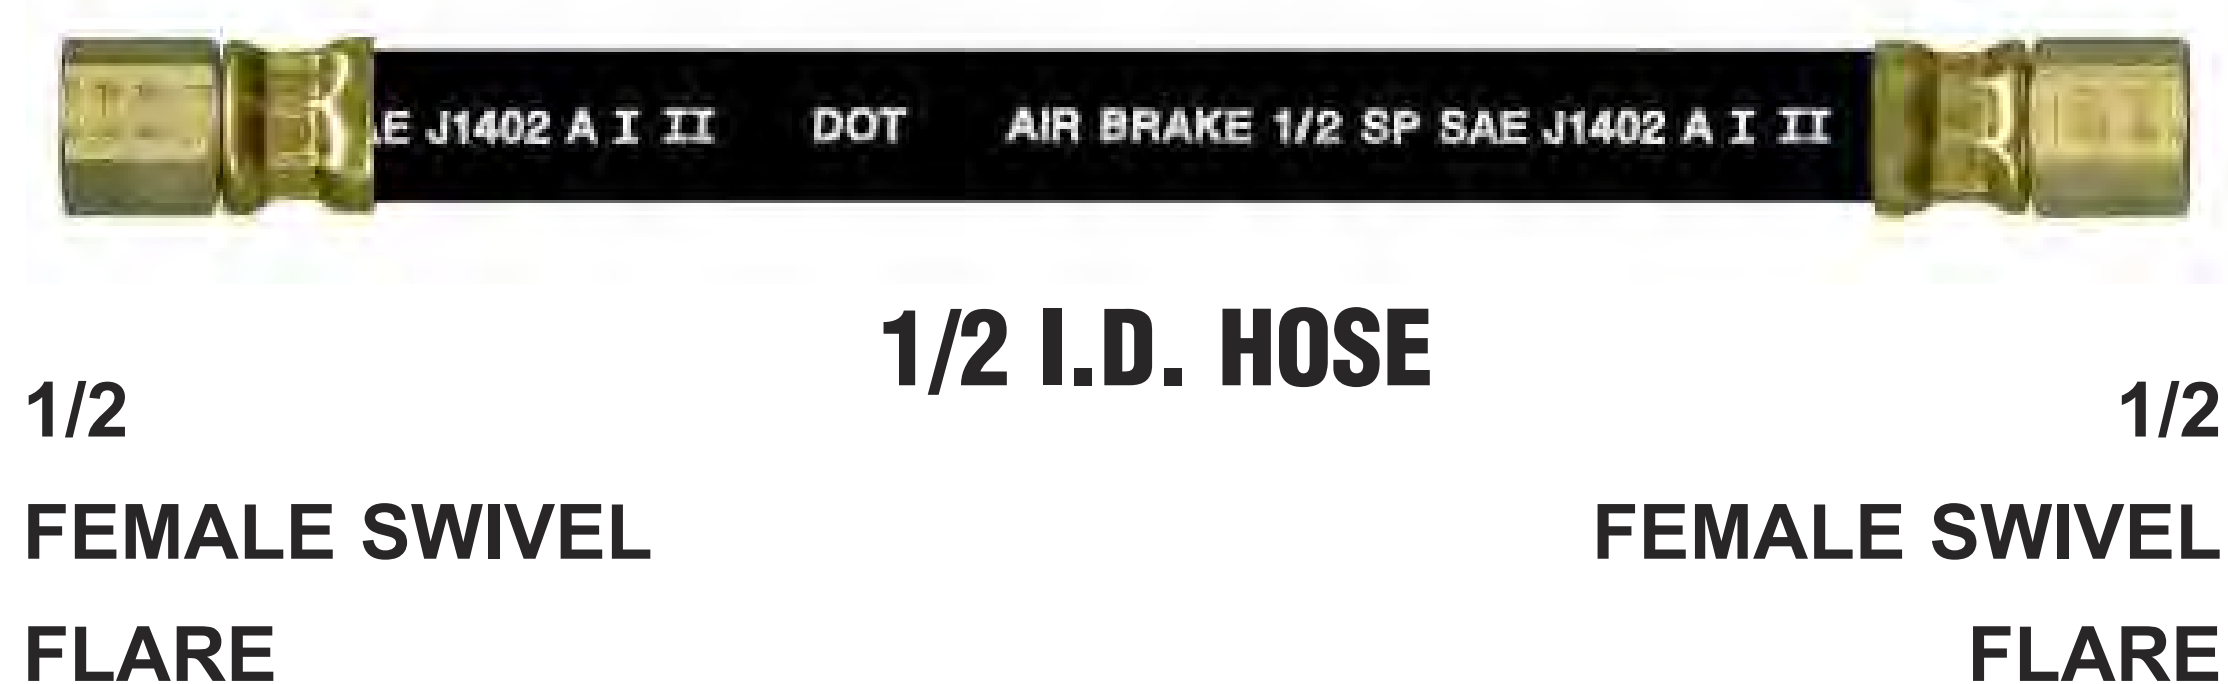 E J1402 A I II DOT AIR BRAKE 1/2 SP SAE J1402 A I II
1/2 I.D. HOSE
1/2
FEMALE SWIVEL
FLARE
1/2
FEMALE SWIVEL
FLARE